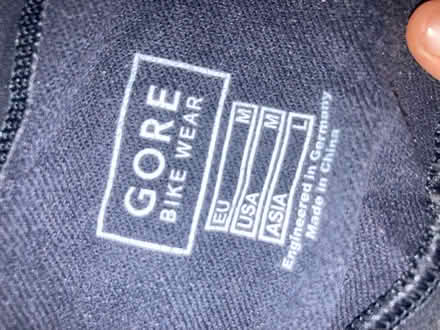 GORE
BIKE WEAR
EU M
USA M
ASIA L
Engineered in Germany
Made in China